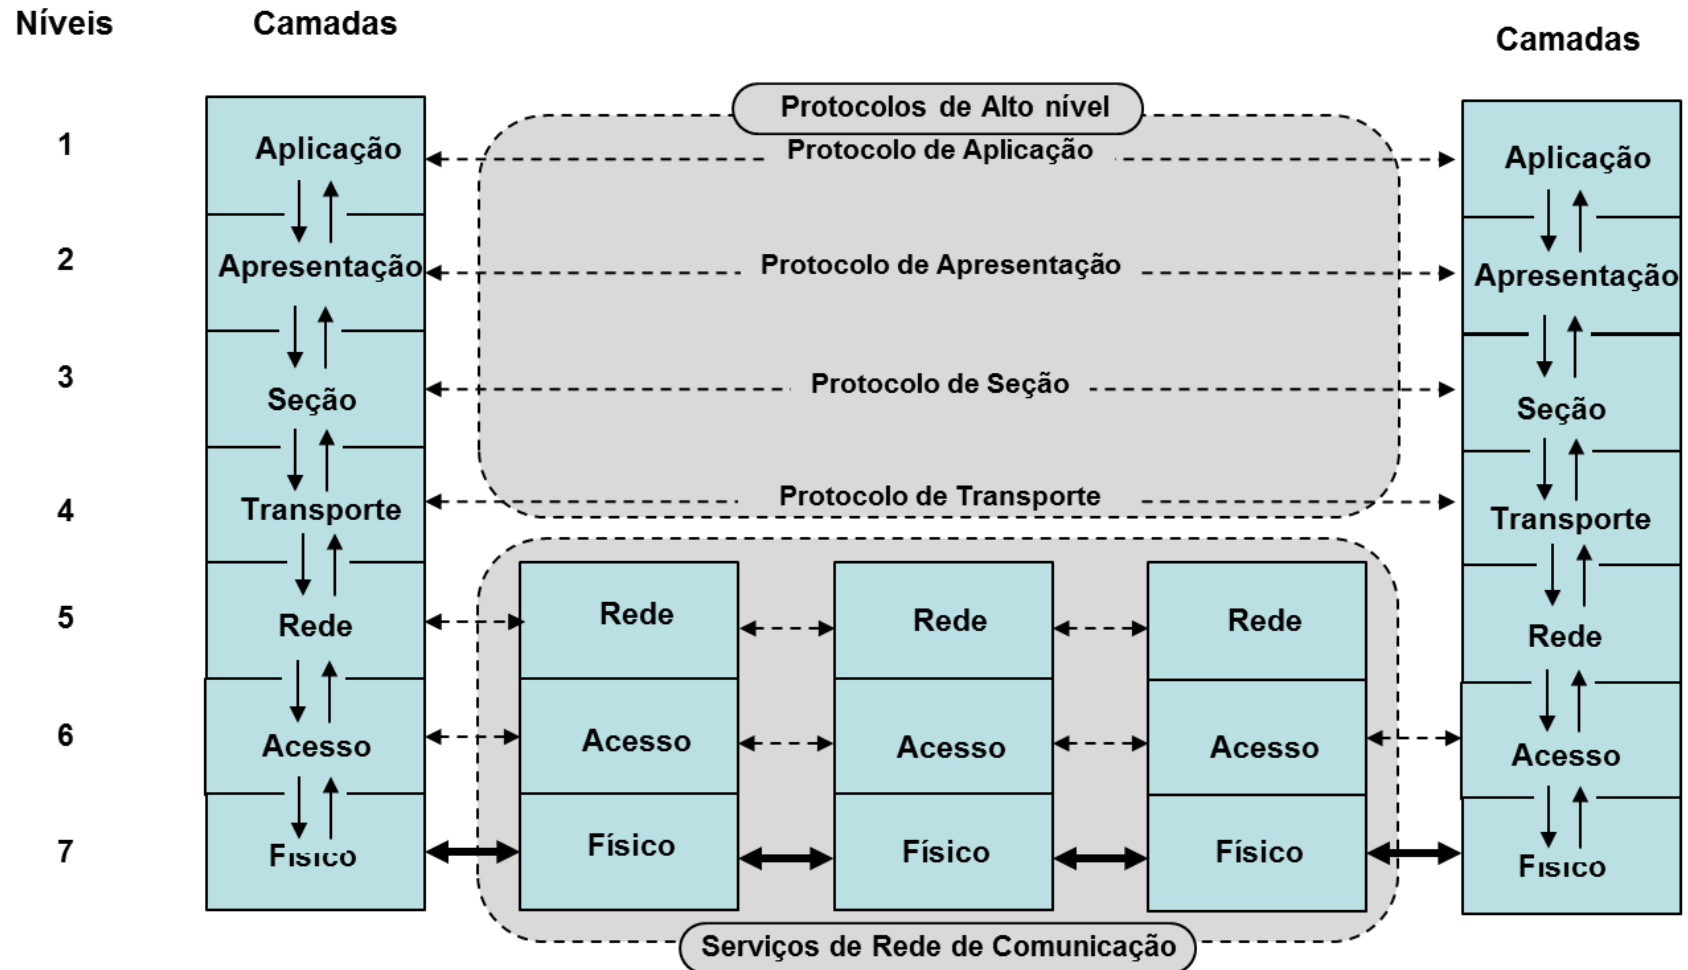 Níveis
Camadas
Camadas
Protocolos de Alto nível
1
Aplicação
Protocolo de Aplicação
Aplicação
2
Apresentação
Protocolo de Apresentação
Apresentação
3
Seção
Protocolo de Seção
Seção
4
Transporte
Protocolo de Transporte
Transporte
5
Rede
Rede
Rede
Rede
Rede
6
Acesso
Acesso
Acesso
Acesso
Acesso
7
Físico
Físico
Físico
Físico
Físico
Serviços de Rede de Comunicação